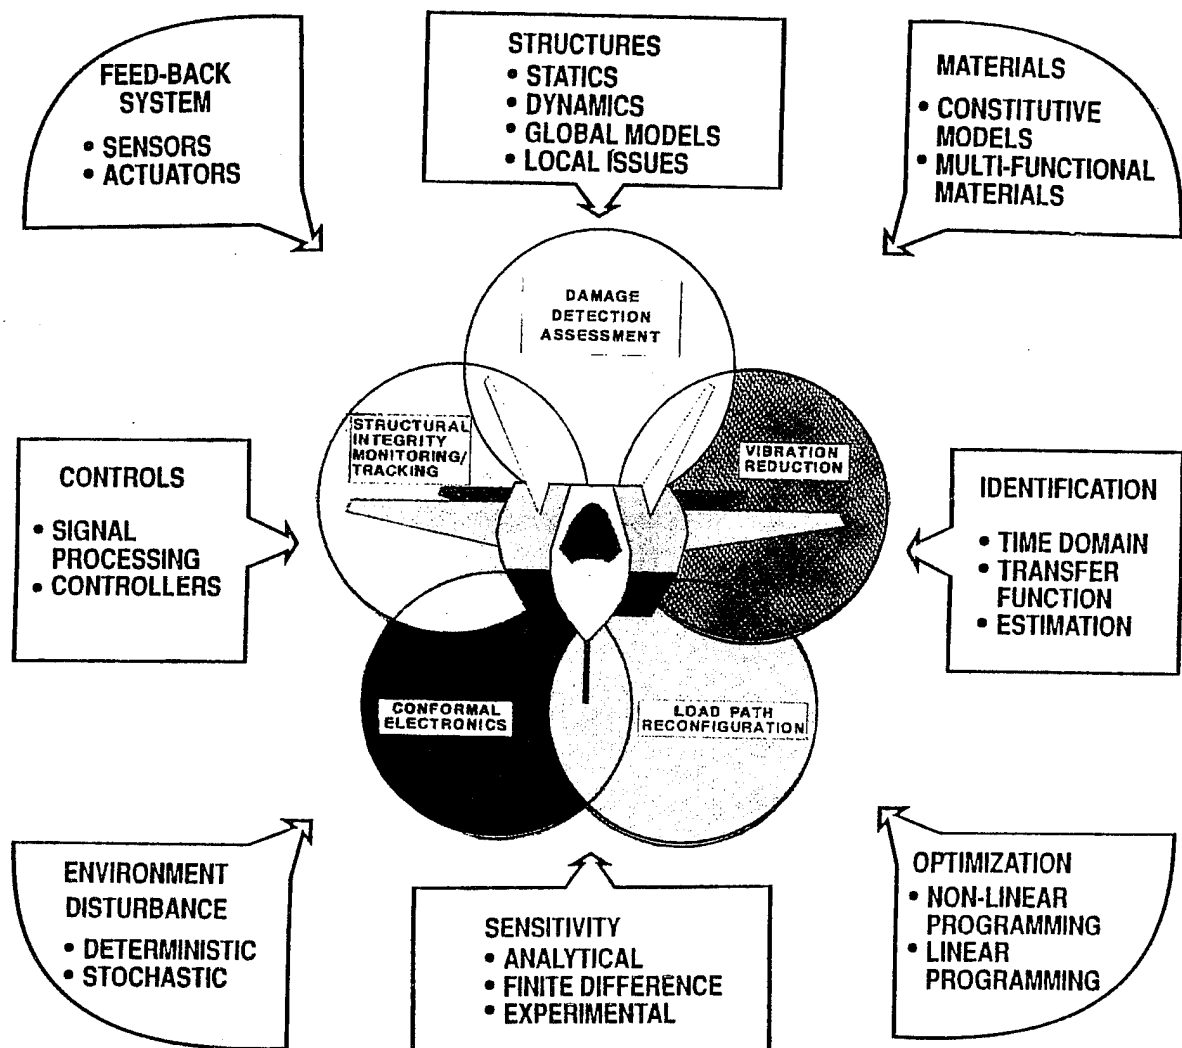 FEED-BACK
SYSTEM
• SENSORS
• ACTUATORS
STRUCTURES
• STATICS
• DYNAMICS
• GLOBAL MODELS
• LOCAL ISSUES
MATERIALS
• CONSTITUTIVE
MODELS
• MULTI-FUNCTIONAL
MATERIALS
DAMAGE
DETECTION
ASSESSMENT
STRUCTURAL
INTEGRITY
MONITORING/
TRACKING
VIBRATION
REDUCTION
CONTROLS
• SIGNAL
PROCESSING
• CONTROLLERS
IDENTIFICATION
• TIME DOMAIN
• TRANSFER
FUNCTION
• ESTIMATION
CONFORMAL
ELECTRONICS
LOAD PATH
RECONFIGURATION
ENVIRONMENT
DISTURBANCE
• DETERMINISTIC
• STOCHASTIC
SENSITIVITY
• ANALYTICAL
• FINITE DIFFERENCE
• EXPERIMENTAL
OPTIMIZATION
• NON-LINEAR
PROGRAMMING
• LINEAR
PROGRAMMING